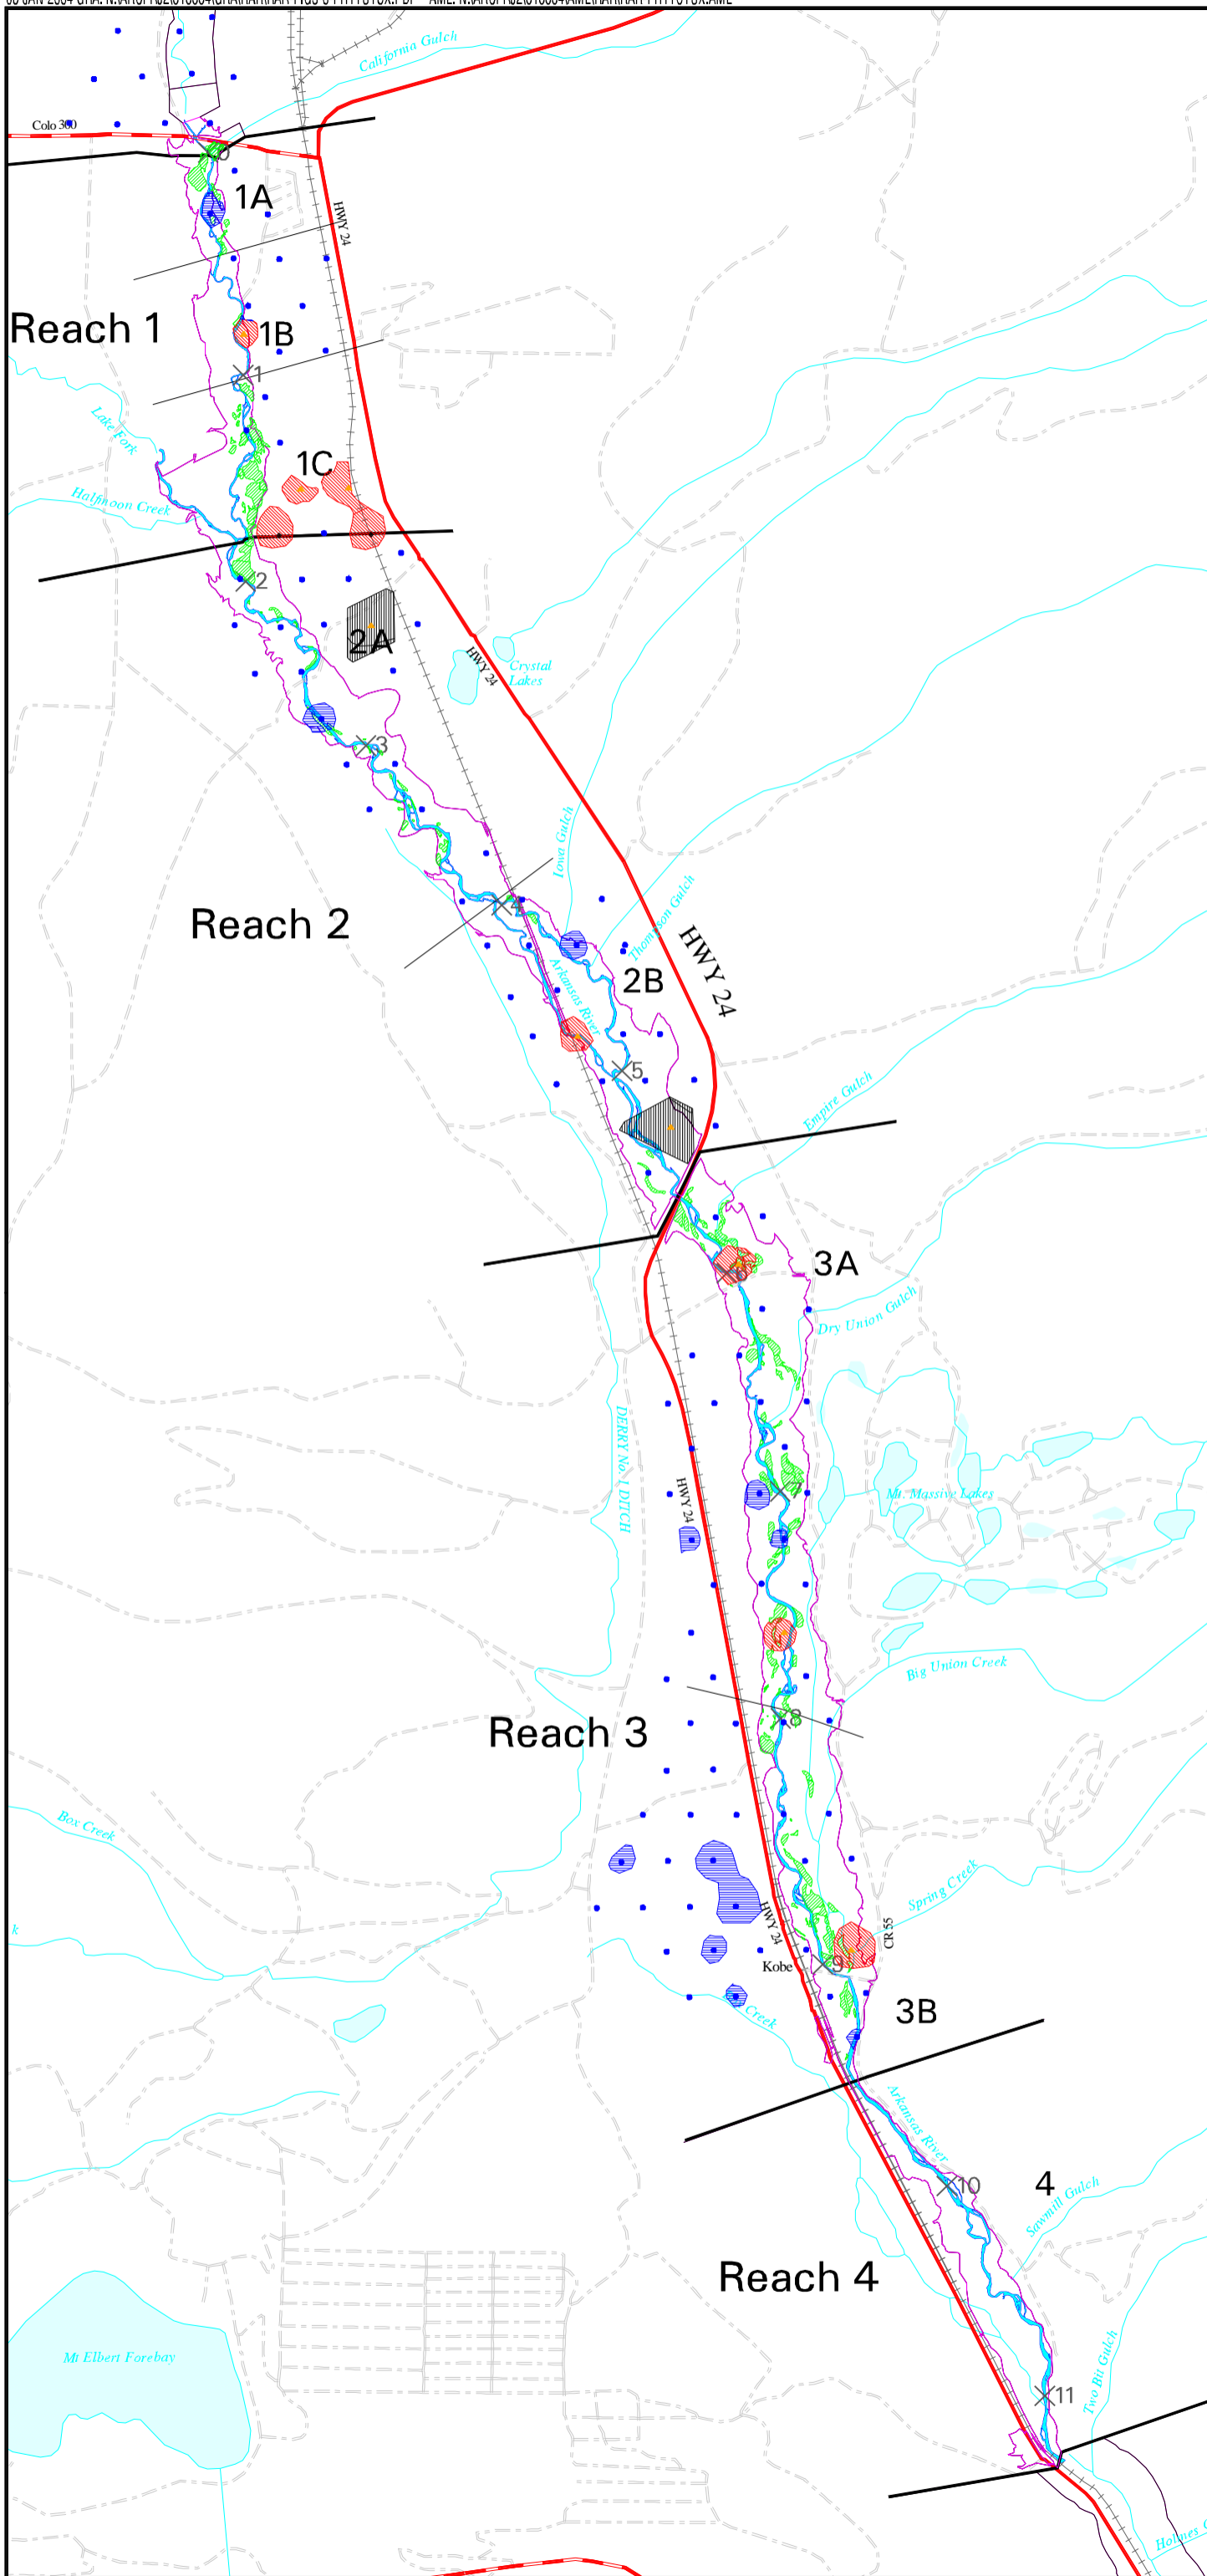 California Gulch
Colo 300
0
1A
HWY 24
Reach 1
1B
1
Lake Fork
1C
Halfmoon Creek
2
2A
HWY 24
Crystal
Lakes
3
Iowa Gulch
Thompson Gulch
Reach 2
4
HWY 24
Arkansas River
2B
5
Empire Gulch
3A
6
Dry Union Gulch
DERRY No. 1 DITCH
HWY 24
7
Mt. Massive Lakes
Big Union Creek
Reach 3
8
Box Creek
Spring Creek
k
HWY 24
CR 55
Kobe
9
Creek
3B
Arkansas River
10
4
Sawmill Gulch
Reach 4
Two Bit Gulch
Mt Elbert Forebay
11
Holmes